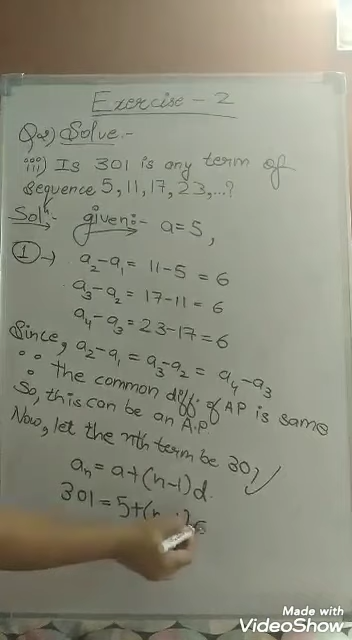 Exercise - 2
Q2) Solve:-
iii) Is 301 is any term of
sequence 5, 11, 17, 23,...?
Solⁿ:- given:- a=5,
① → a₂-a₁ = 11-5 = 6
a₃-a₂ = 17-11 = 6
a₄-a₃ = 23-17 = 6
Since, a₂-a₁ = a₃-a₂ = a₄-a₃
∴ the common diff. of AP is same
So, this can be an A.P.
Now, let the nth term be 301
aₙ = a+(n-1)d.
301 = 5+(n-
Made with
VideoShow